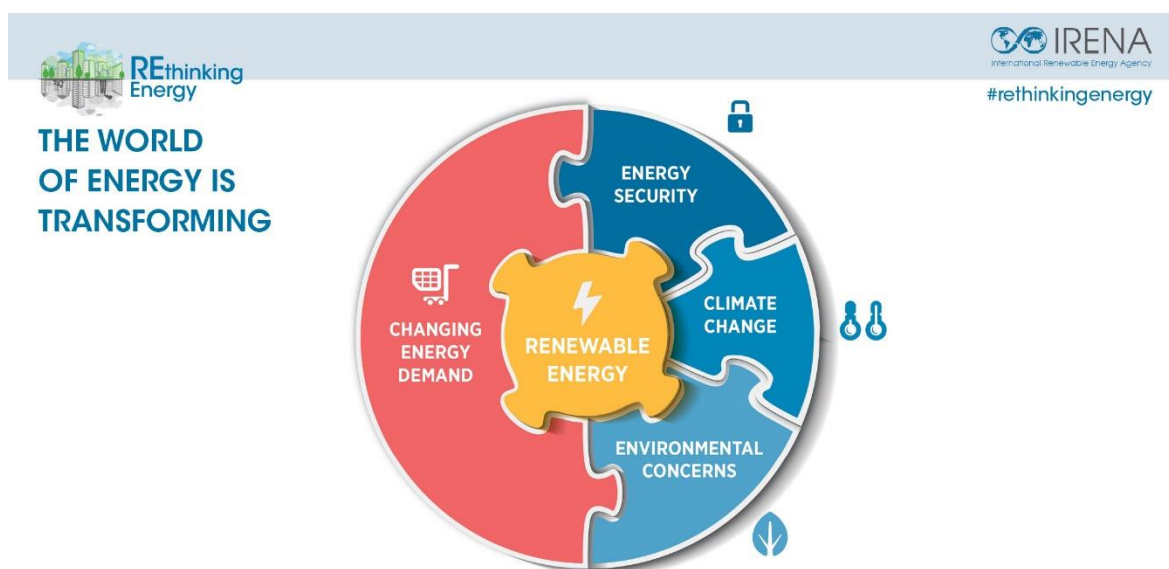 REthinking
Energy
IRENA
International Renewable Energy Agency
#rethinkingenergy
THE WORLD
OF ENERGY IS
TRANSFORMING
ENERGY
SECURITY
CLIMATE
CHANGE
CHANGING
ENERGY
DEMAND
RENEWABLE
ENERGY
ENVIRONMENTAL
CONCERNS